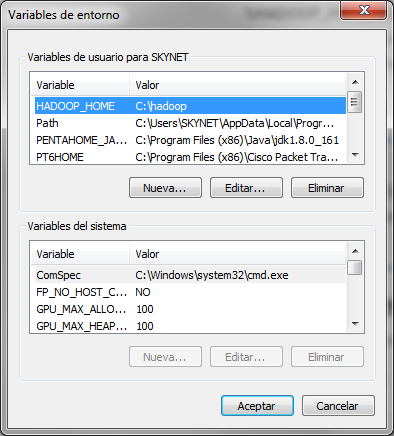 Variables de entorno
Variables de usuario para SKYNET
Variable Valor
HADOOP_HOME C:\hadoop
Path C:\Users\SKYNET\AppData\Local\Progr...
PENTAHOME_JA... C:\Program Files (x86)\Java\jdk1.8.0_161
PT6HOME C:\Program Files (x86)\Cisco Packet Tra...
Nueva... Editar... Eliminar
Variables del sistema
Variable Valor
ComSpec C:\Windows\system32\cmd.exe
FP_NO_HOST_C... NO
GPU_MAX_ALLO... 100
GPU_MAX_HEAP... 100
Nueva... Editar... Eliminar
Aceptar Cancelar